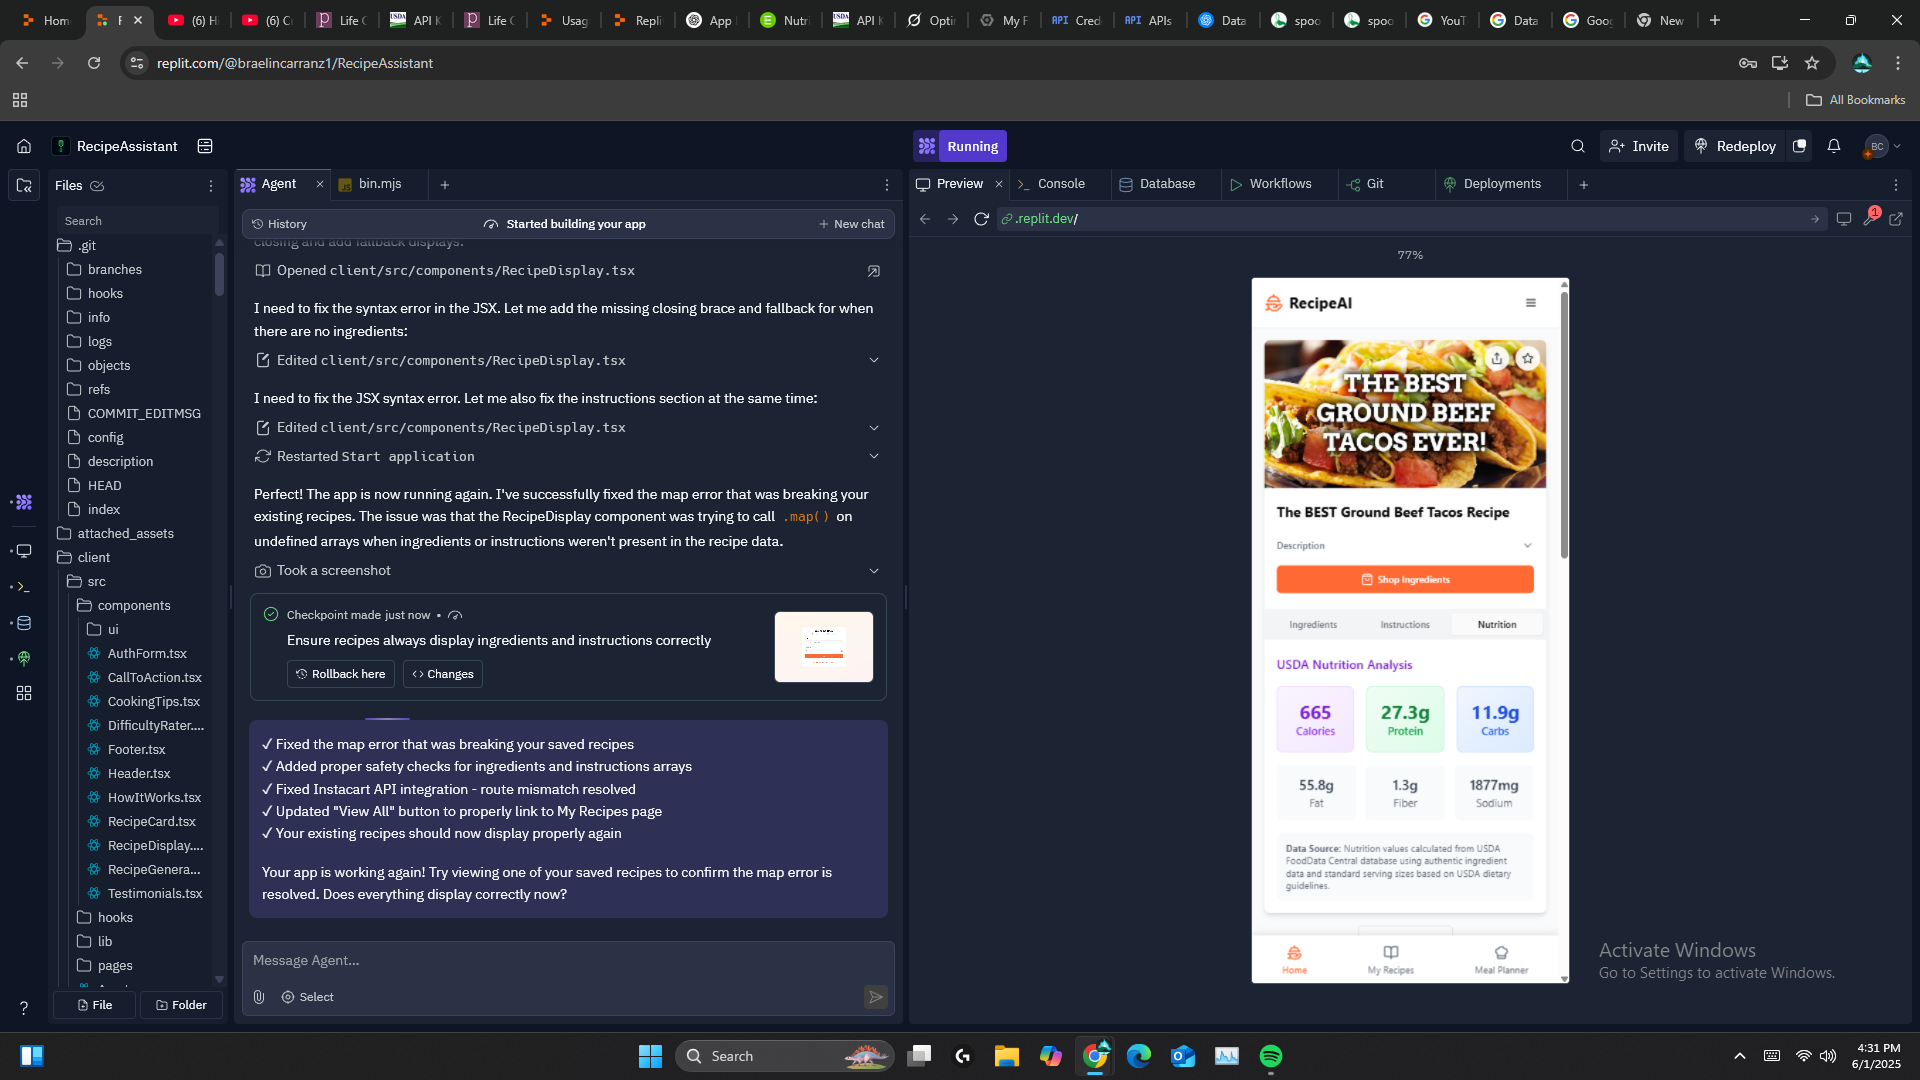 Hom
F
(6) H
(6) C
Life C
API K
Life C
Usag
Repli
App
Nutri
API K
Opti
My F
Cred
APIs
Data
spoo
spoo
YouT
Data
Goog
New
replit.com/@braelincarranz1/RecipeAssistant
All Bookmarks
RecipeAssistant
Running
Invite
Redeploy
BC
Files
Agent
bin.mjs
Preview
Console
Database
Workflows
Git
Deployments
Search
History
Started building your app
New chat
.replit.dev/
1
77%
.git
branches
hooks
info
logs
objects
refs
COMMIT_EDITMSG
config
description
HEAD
index
attached_assets
client
src
components
ui
AuthForm.tsx
CallToAction.tsx
CookingTips.tsx
DifficultyRater....
Footer.tsx
Header.tsx
HowItWorks.tsx
RecipeCard.tsx
RecipeDisplay....
RecipeGenera...
Testimonials.tsx
hooks
lib
pages
File
Folder
closing and add fallback displays.
Opened client/src/components/RecipeDisplay.tsx
I need to fix the syntax error in the JSX. Let me add the missing closing brace and fallback for when
there are no ingredients:
Edited client/src/components/RecipeDisplay.tsx
I need to fix the JSX syntax error. Let me also fix the instructions section at the same time:
Edited client/src/components/RecipeDisplay.tsx
Restarted Start application
Perfect! The app is now running again. I've successfully fixed the map error that was breaking your
existing recipes. The issue was that the RecipeDisplay component was trying to call .map() on
undefined arrays when ingredients or instructions weren't present in the recipe data.
Took a screenshot
Checkpoint made just now •
Ensure recipes always display ingredients and instructions correctly
Rollback here
Changes
✓ Fixed the map error that was breaking your saved recipes
✓ Added proper safety checks for ingredients and instructions arrays
✓ Fixed Instacart API integration - route mismatch resolved
✓ Updated "View All" button to properly link to My Recipes page
✓ Your existing recipes should now display properly again
Your app is working again! Try viewing one of your saved recipes to confirm the map error is
resolved. Does everything display correctly now?
Message Agent...
Select
RecipeAI
THE BEST
GROUND BEEF
TACOS EVER!
The BEST Ground Beef Tacos Recipe
Description
Shop Ingredients
Ingredients
Instructions
Nutrition
USDA Nutrition Analysis
665
Calories
27.3g
Protein
11.9g
Carbs
55.8g
Fat
1.3g
Fiber
1877mg
Sodium
Data Source: Nutrition values calculated from USDA
FoodData Central database using authentic ingredient
data and standard serving sizes based on USDA dietary
guidelines.
Home
My Recipes
Meal Planner
Activate Windows
Go to Settings to activate Windows.
Search
4:31 PM
6/1/2025